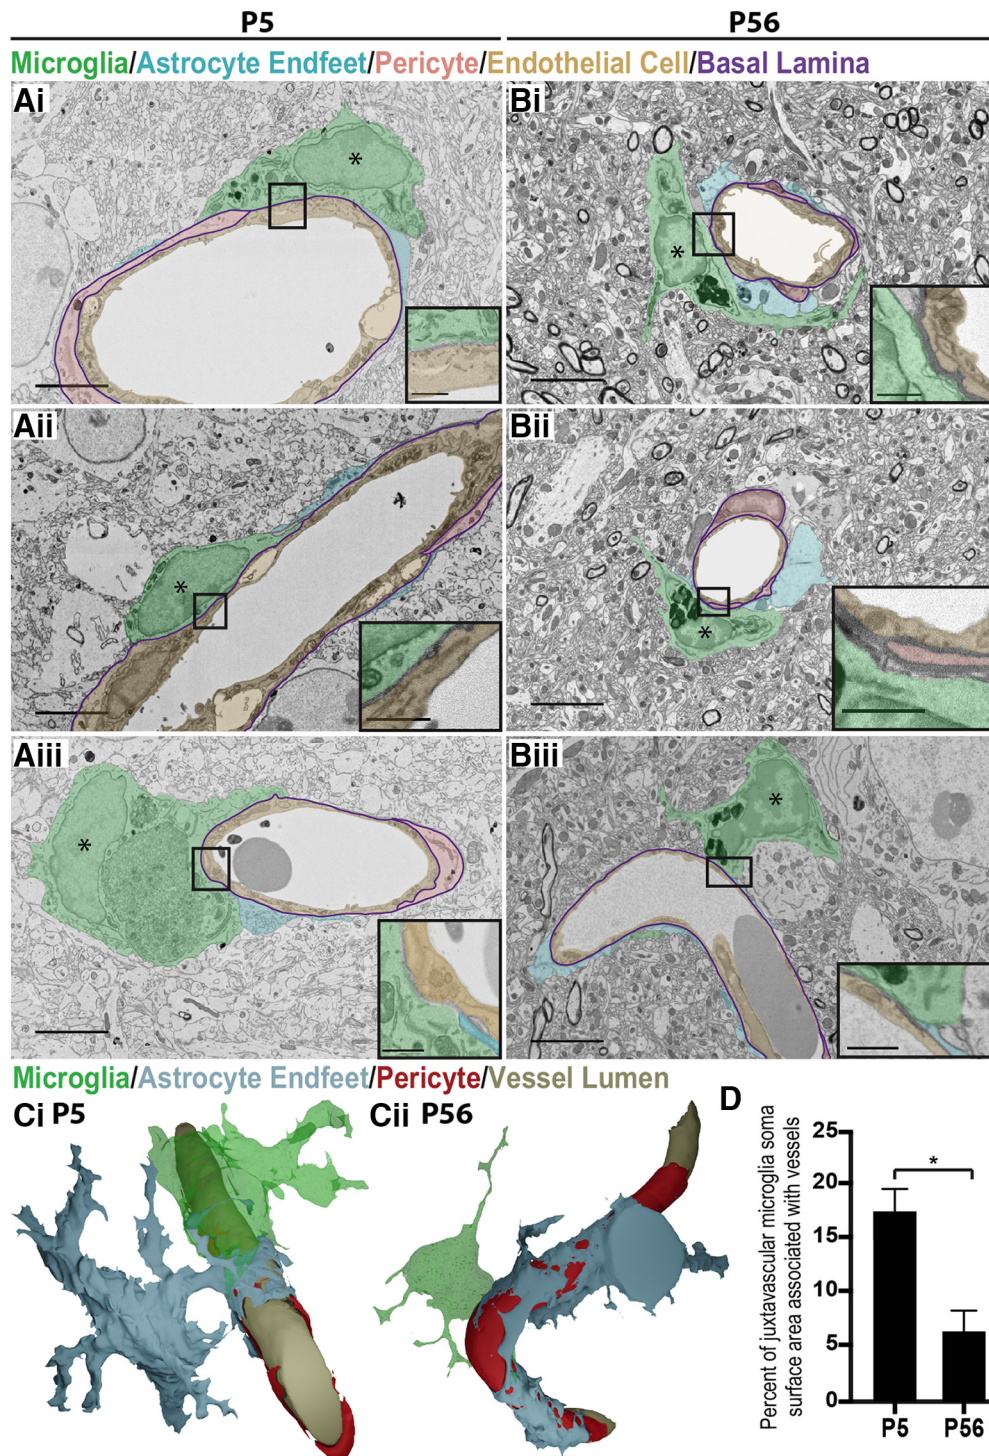 P5 P56
Microglia/Astrocyte Endfeet/Pericyte/Endothelial Cell/Basal Lamina
Ai Bi
*
*
Aii Bii
*
*
Aiii Biii
*
*
Microglia/Astrocyte Endfeet/Pericyte/Vessel Lumen
Ci P5 Cii P56 D
Percent of juxtavascular microglia soma
surface area associated with vessels
25
20
15
10
5
0
*
P5 P56